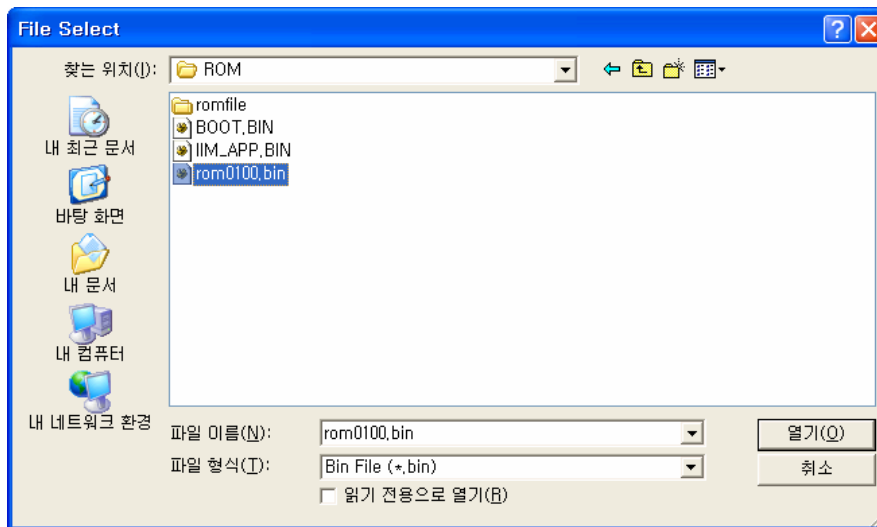 File Select
찾는 위치(I): ROM
romfile
BOOT.BIN
IIM_APP.BIN
rom0100.bin
내 최근 문서
바탕 화면
내 문서
내 컴퓨터
내 네트워크 환경
파일 이름(N): rom0100.bin 열기(O)
파일 형식(T): Bin File (*.bin) 취소
읽기 전용으로 열기(R)